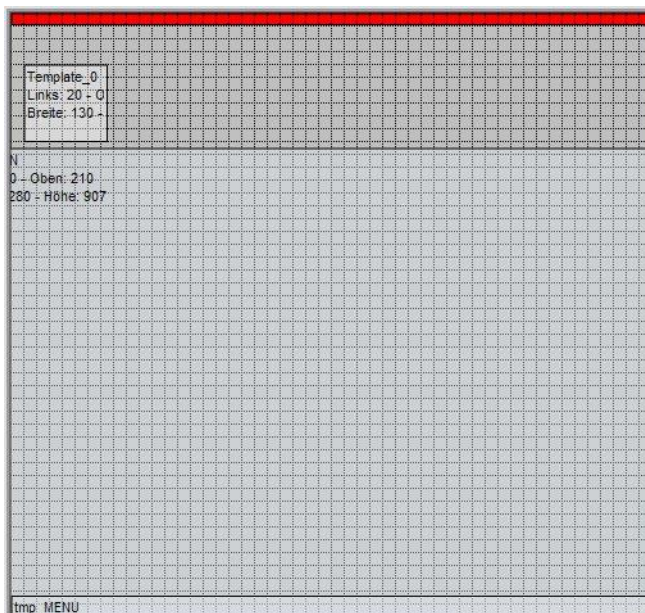 Template_0
Links: 20 - O
Breite: 130 -
N
0 - Oben: 210
280 - Höhe: 907
tmp_MENU